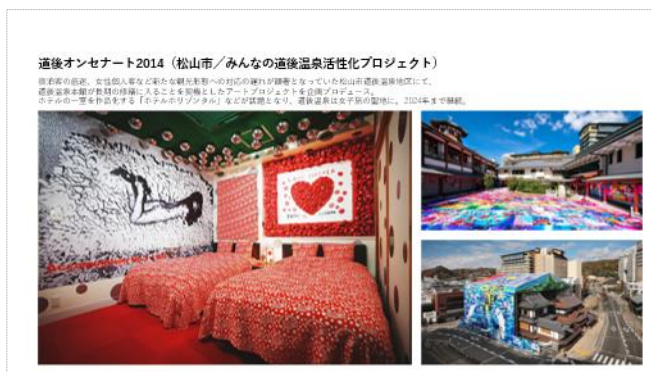 道後オンセナート2014（松山市／みんなの道後温泉活性化プロジェクト）
宿泊客の低迷、女性個人客など新たな観光形態への対応の遅れが顕著となっていた松山市道後温泉地区にて、
道後温泉本館が長期の修繕に入ることを契機としたアートプロジェクトを企画プロデュース。
ホテルの一室を作品化する「ホテルホリゾンタル」などが話題となり、道後温泉は女子旅の聖地に。2024年まで継続。